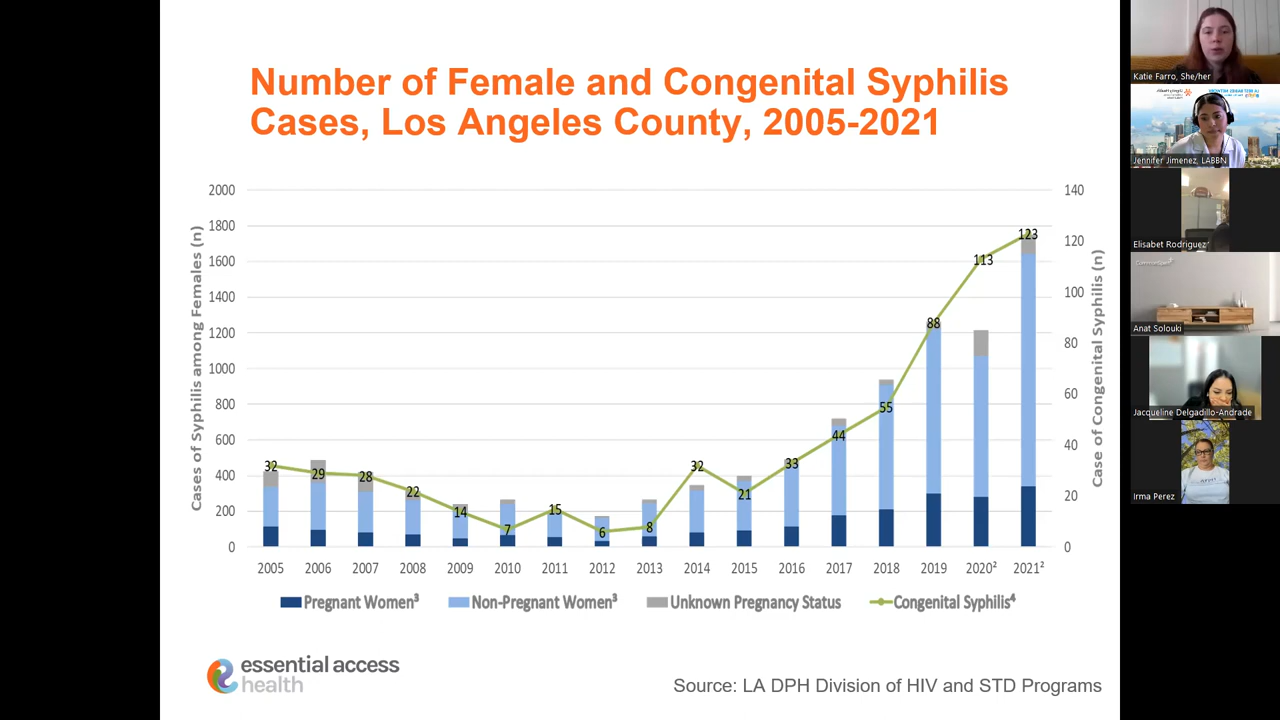 Number of Female and Congenital Syphilis
Cases, Los Angeles County, 2005-2021
Cases of Syphilis among Females (n)
2000
1800
1600
1400
1200
1000
800
600
400
200
0
32
29
28
22
14
7
15
6
8
32
21
33
44
55
88
113
123
140
120
100
80
60
40
20
0
Case of Congenital Syphilis (n)
2005 2006 2007 2008 2009 2010 2011 2012 2013 2014 2015 2016 2017 2018 2019 2020² 2021²
Pregnant Women³ Non-Pregnant Women³ Unknown Pregnancy Status Congenital Syphilis⁴
essential access
health
Source: LA DPH Division of HIV and STD Programs
Katie Farro, She/her
Jennifer Jimenez, LABBN
Elisabet Rodriguez
Anat Solouki
Jacqueline Delgadillo-Andrade
Irma Perez